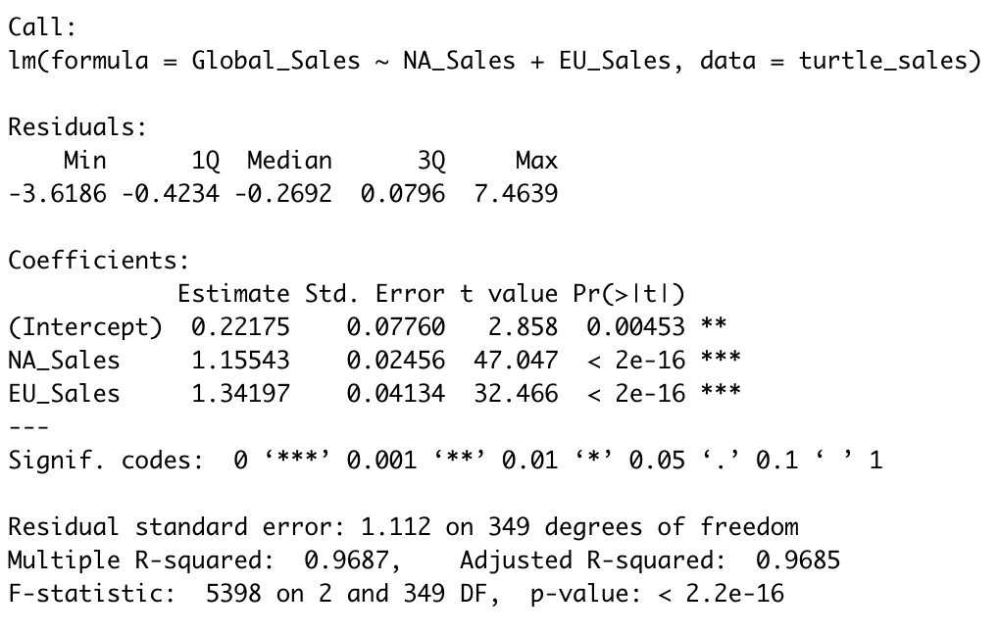 Call:
lm(formula = Global_Sales ~ NA_Sales + EU_Sales, data = turtle_sales)

Residuals:
    Min      1Q  Median      3Q     Max
-3.6186 -0.4234 -0.2692  0.0796  7.4639

Coefficients:
            Estimate Std. Error t value Pr(>|t|)
(Intercept)  0.22175    0.07760   2.858  0.00453 **
NA_Sales     1.15543    0.02456  47.047  < 2e-16 ***
EU_Sales     1.34197    0.04134  32.466  < 2e-16 ***
---
Signif. codes:  0 ‘***’ 0.001 ‘**’ 0.01 ‘*’ 0.05 ‘.’ 0.1 ‘ ’ 1

Residual standard error: 1.112 on 349 degrees of freedom
Multiple R-squared:  0.9687,    Adjusted R-squared:  0.9685
F-statistic:  5398 on 2 and 349 DF,  p-value: < 2.2e-16